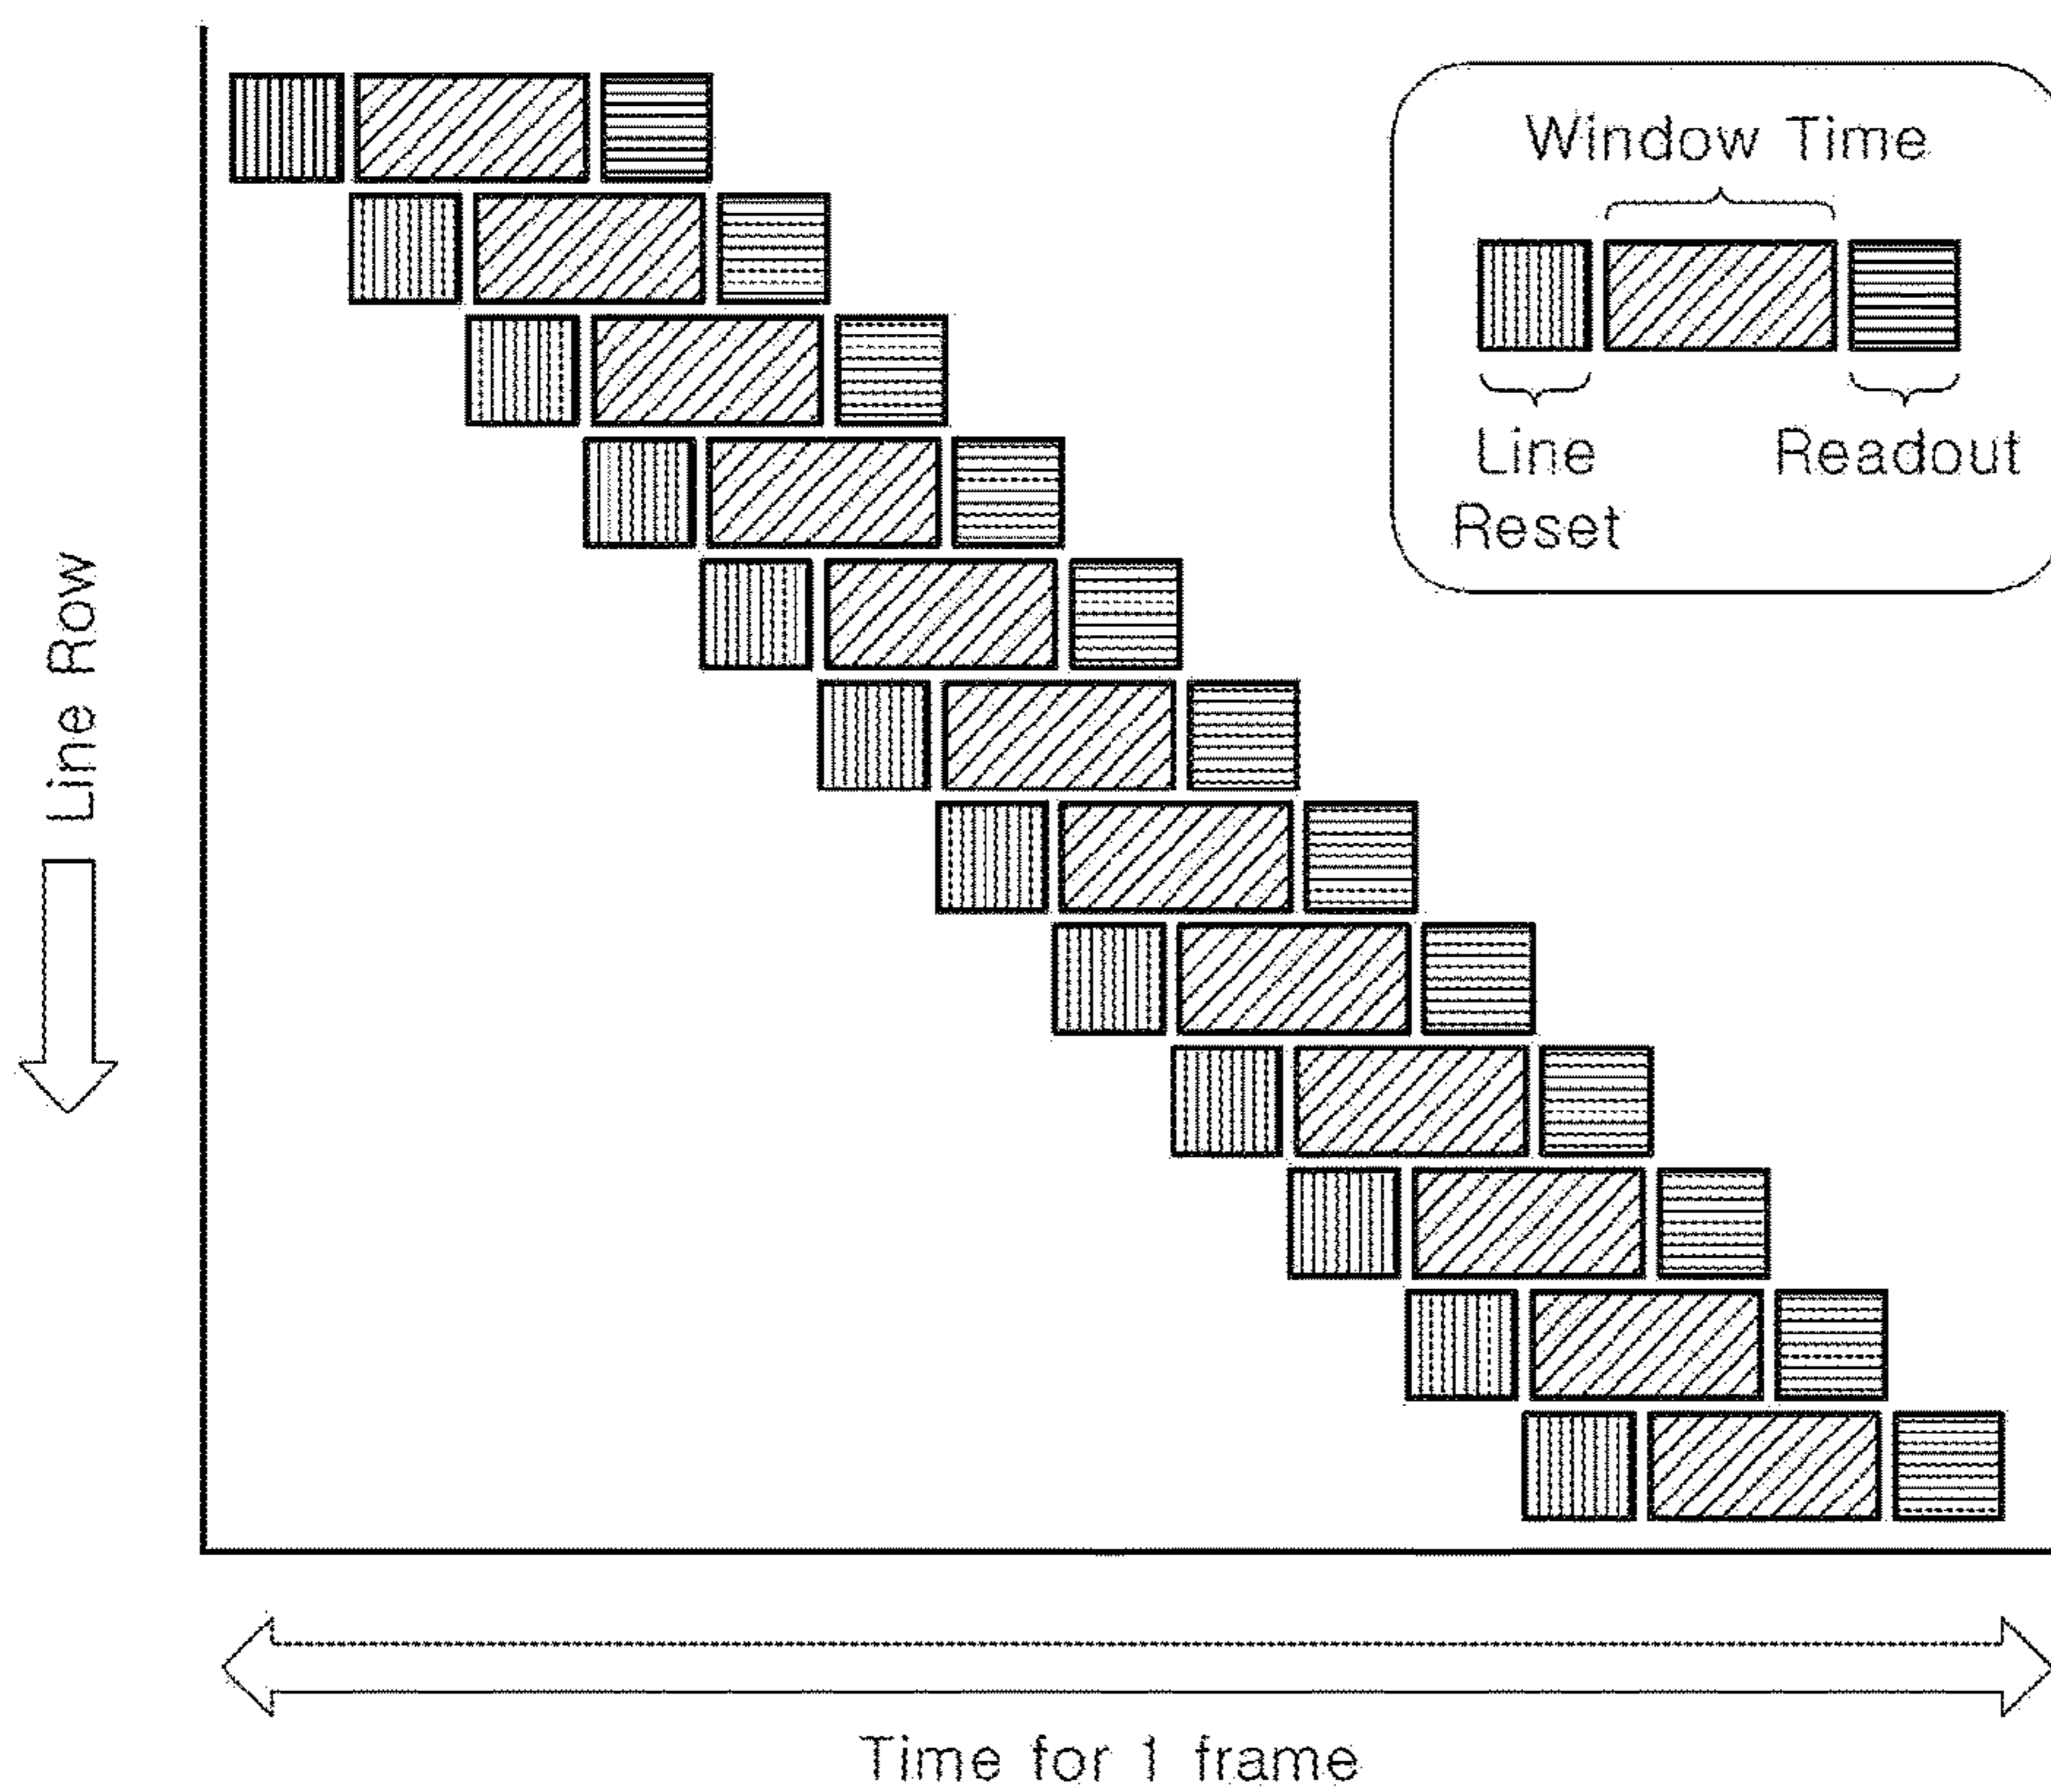 Window Time
Line
Reset
Readout
Line Row
Time for 1 frame